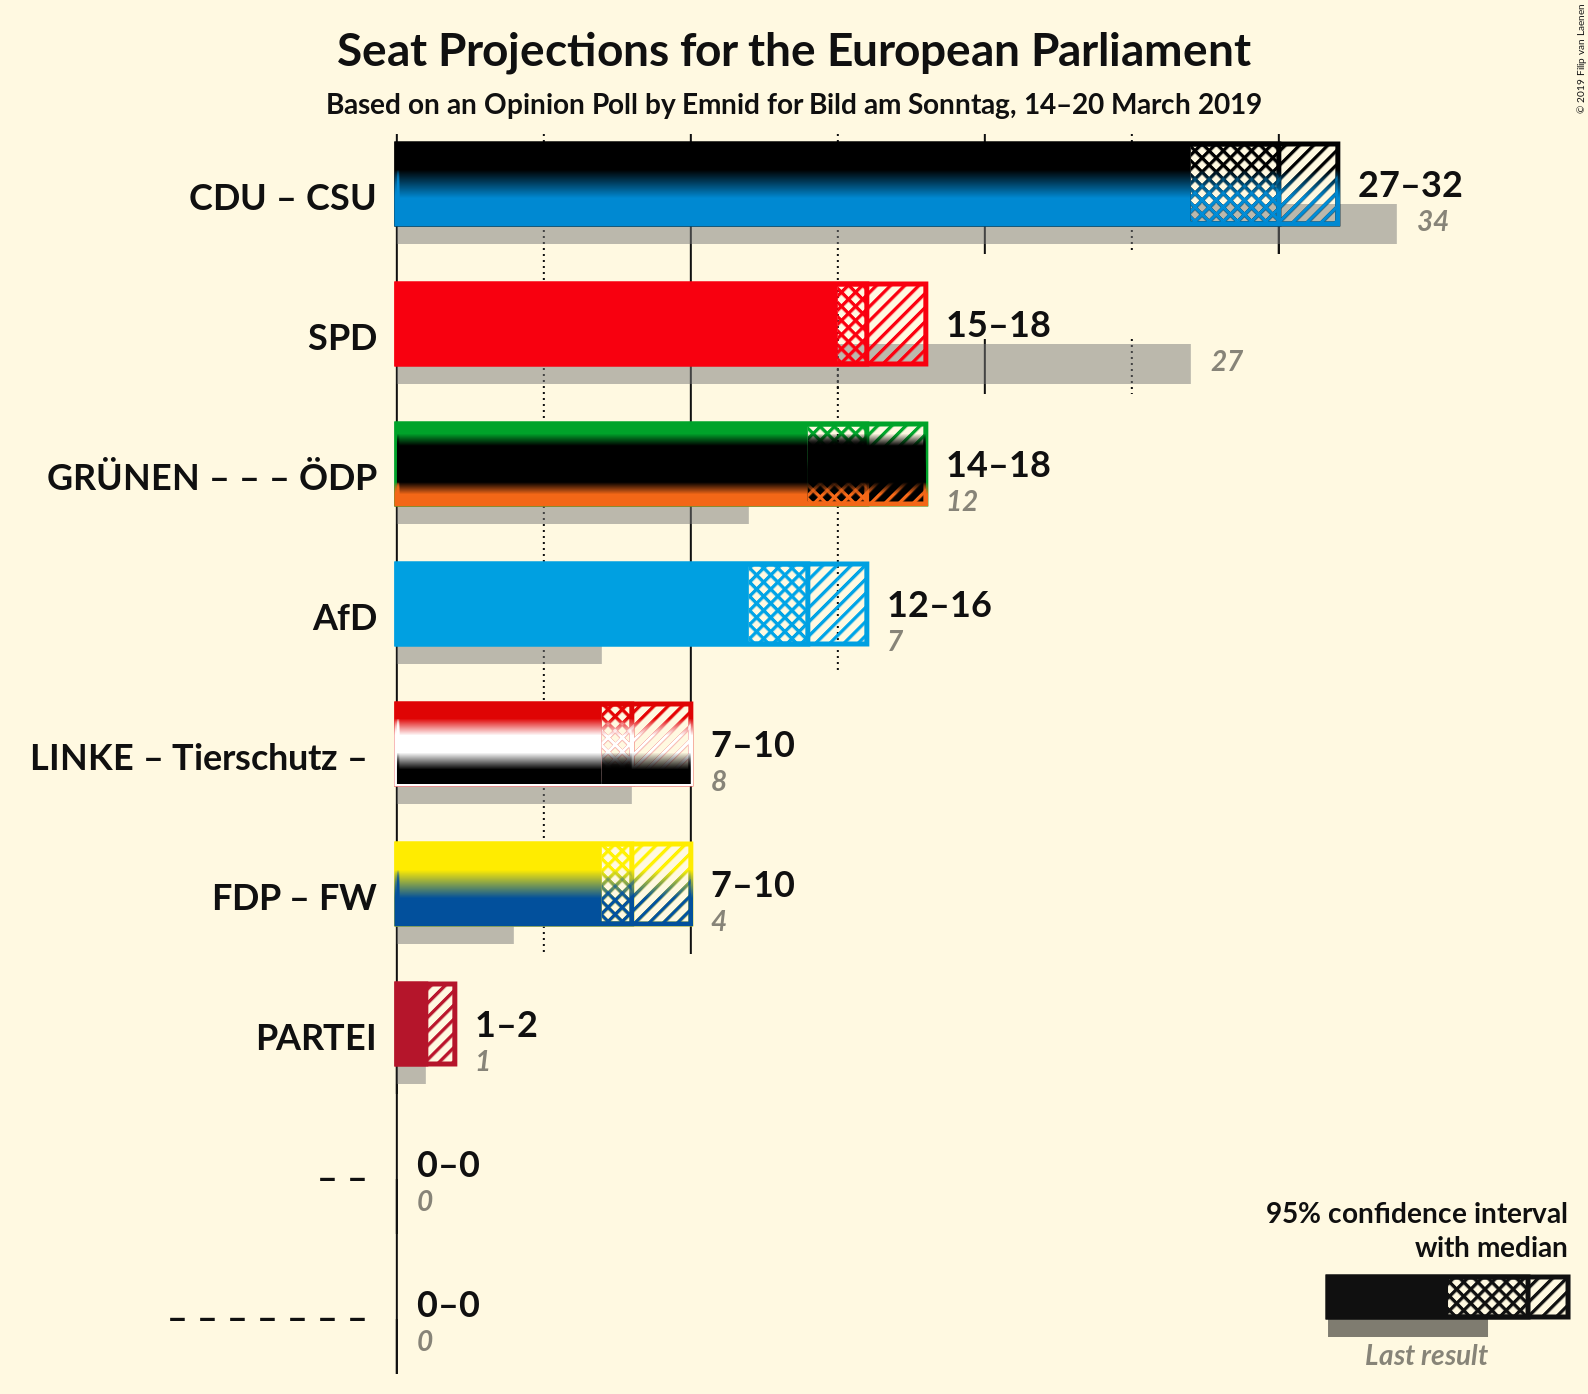 Seat Projections for the European Parliament
Based on an Opinion Poll by Emnid for Bild am Sonntag, 14–20 March 2019
© 2019 Filip van Laenen
CDU – CSU
27–32
34
SPD
15–18
27
GRÜNEN – – – ÖDP
14–18
12
AfD
12–16
7
LINKE – Tierschutz –
7–10
8
FDP – FW
7–10
4
PARTEI
1–2
1
– –
0–0
0
– – – – – – –
0–0
0
95% confidence interval
with median
Last result